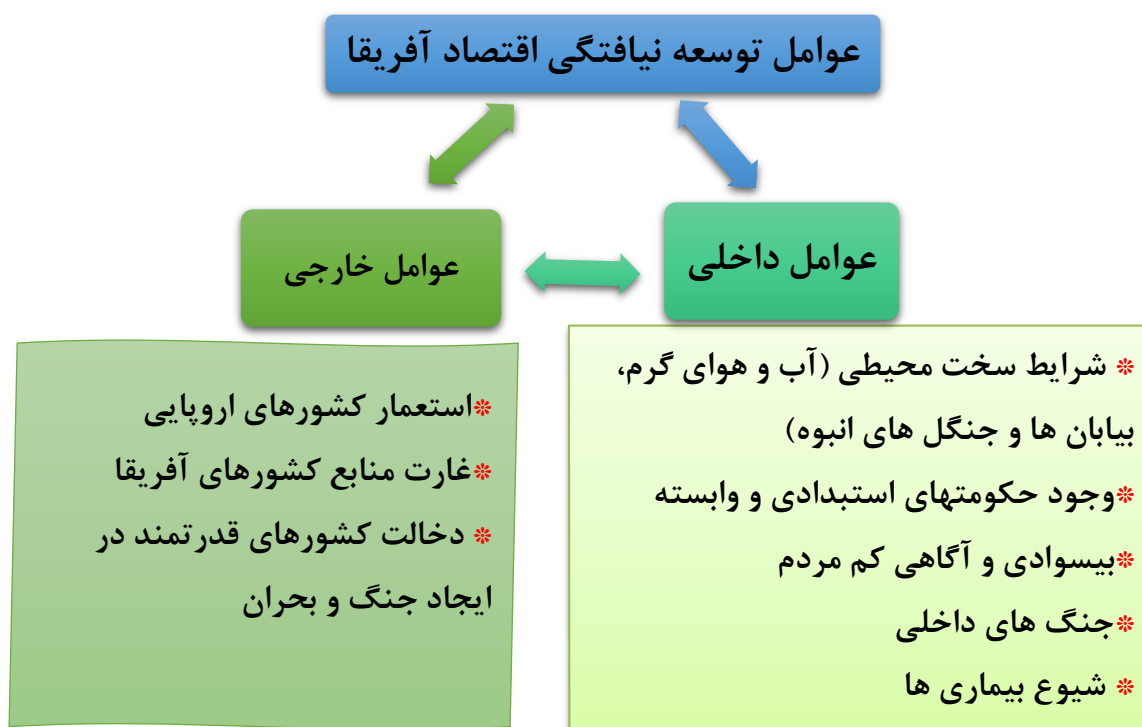 عوامل توسعه نیافتگی اقتصاد آفریقا
عوامل داخلی
عوامل خارجی
* شرایط سخت محیطی (آب و هوای گرم،
بیابان ها و جنگل های انبوه)
*وجود حکومتهای استبدادی و وابسته
*بیسوادی و آگاهی کم مردم
*جنگ های داخلی
* شیوع بیماری ها
*استعمار کشورهای اروپایی
*غارت منابع کشورهای آفریقا
* دخالت کشورهای قدرتمند در
ایجاد جنگ و بحران